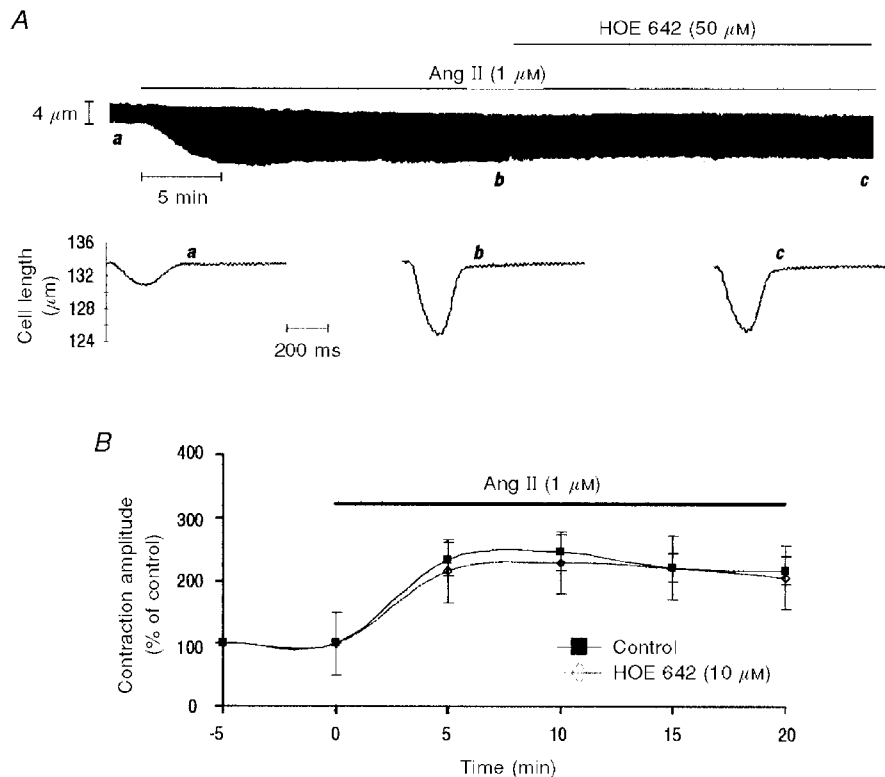 A
HOE 642 (50 μM)
Ang II (1 μM)
4 μm
a
b
c
5 min
136
132
128
124
Cell length
(μm)
a
b
c
200 ms
B
400
300
200
100
0
Contraction amplitude
(% of control)
Ang II (1 μM)
Control
HOE 642 (10 μM)
-5
0
5
10
15
20
Time (min)